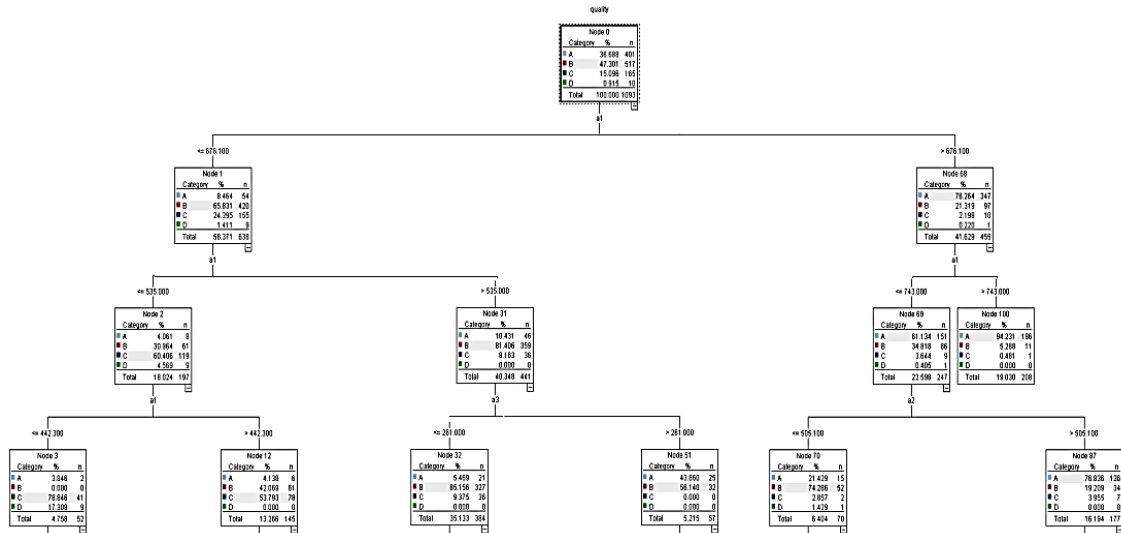 quality
Node 0
Category % n
A 36.688 401
B 47.301 517
C 15.096 165
D 0.915 10
Total 100.000 1093
a1
<= 676.100
> 676.100
Node 1
Category % n
A 8.464 54
B 65.831 420
C 24.295 155
D 1.411 9
Total 58.371 638
a1
Node 68
Category % n
A 76.264 347
B 21.319 97
C 2.198 10
D 0.220 1
Total 41.629 455
a1
<= 535.000
> 535.000
<= 743.000
> 743.000
Node 2
Category % n
A 4.061 8
B 30.964 61
C 60.406 119
D 4.569 9
Total 18.024 197
a1
Node 31
Category % n
A 10.431 46
B 81.406 359
C 8.163 36
D 0.000 0
Total 40.348 441
a3
Node 69
Category % n
A 61.134 151
B 34.818 86
C 3.644 9
D 0.405 1
Total 22.598 247
a2
Node 100
Category % n
A 94.231 196
B 5.288 11
C 0.481 1
D 0.000 0
Total 19.030 208
<= 442.300
> 442.300
<= 261.000
> 261.000
<= 505.100
> 505.100
Node 3
Category % n
A 3.846 2
B 0.000 0
C 78.846 41
D 17.308 9
Total 4.758 52
Node 12
Category % n
A 4.138 6
B 42.069 61
C 53.793 78
D 0.000 0
Total 13.266 145
Node 32
Category % n
A 5.469 21
B 85.156 327
C 9.375 36
D 0.000 0
Total 35.133 384
Node 51
Category % n
A 43.860 25
B 56.140 32
C 0.000 0
D 0.000 0
Total 5.215 57
Node 70
Category % n
A 21.429 15
B 74.286 52
C 2.857 2
D 1.429 1
Total 6.404 70
Node 87
Category % n
A 76.836 136
B 19.209 34
C 3.955 7
D 0.000 0
Total 16.194 177